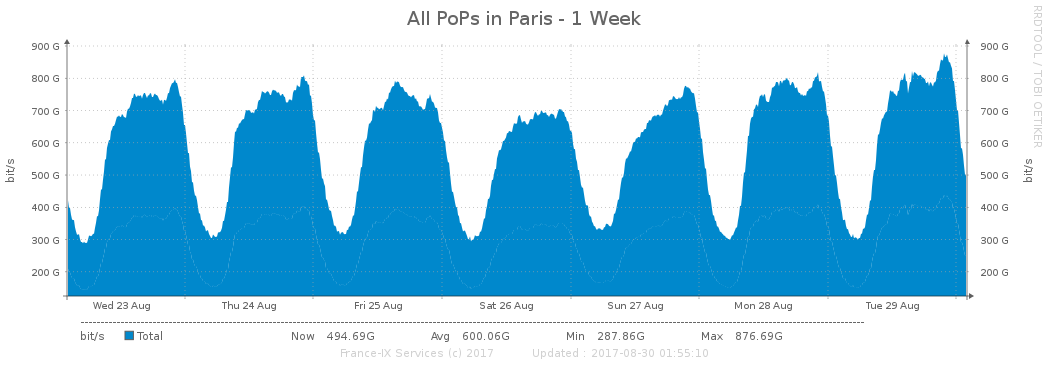 All PoPs in Paris - 1 Week
RRDTOOL / TOBI OETIKER
900 G 900 G
800 G 800 G
700 G 700 G
600 G 600 G
500 G 500 G
400 G 400 G
300 G 300 G
200 G 200 G
bit/s bit/s
Wed 23 Aug Thu 24 Aug Fri 25 Aug Sat 26 Aug Sun 27 Aug Mon 28 Aug Tue 29 Aug
bit/s Total Now 494.69G Avg 600.06G Min 287.86G Max 876.69G
France-IX Services (c) 2017 Updated : 2017-08-30 01:55:10